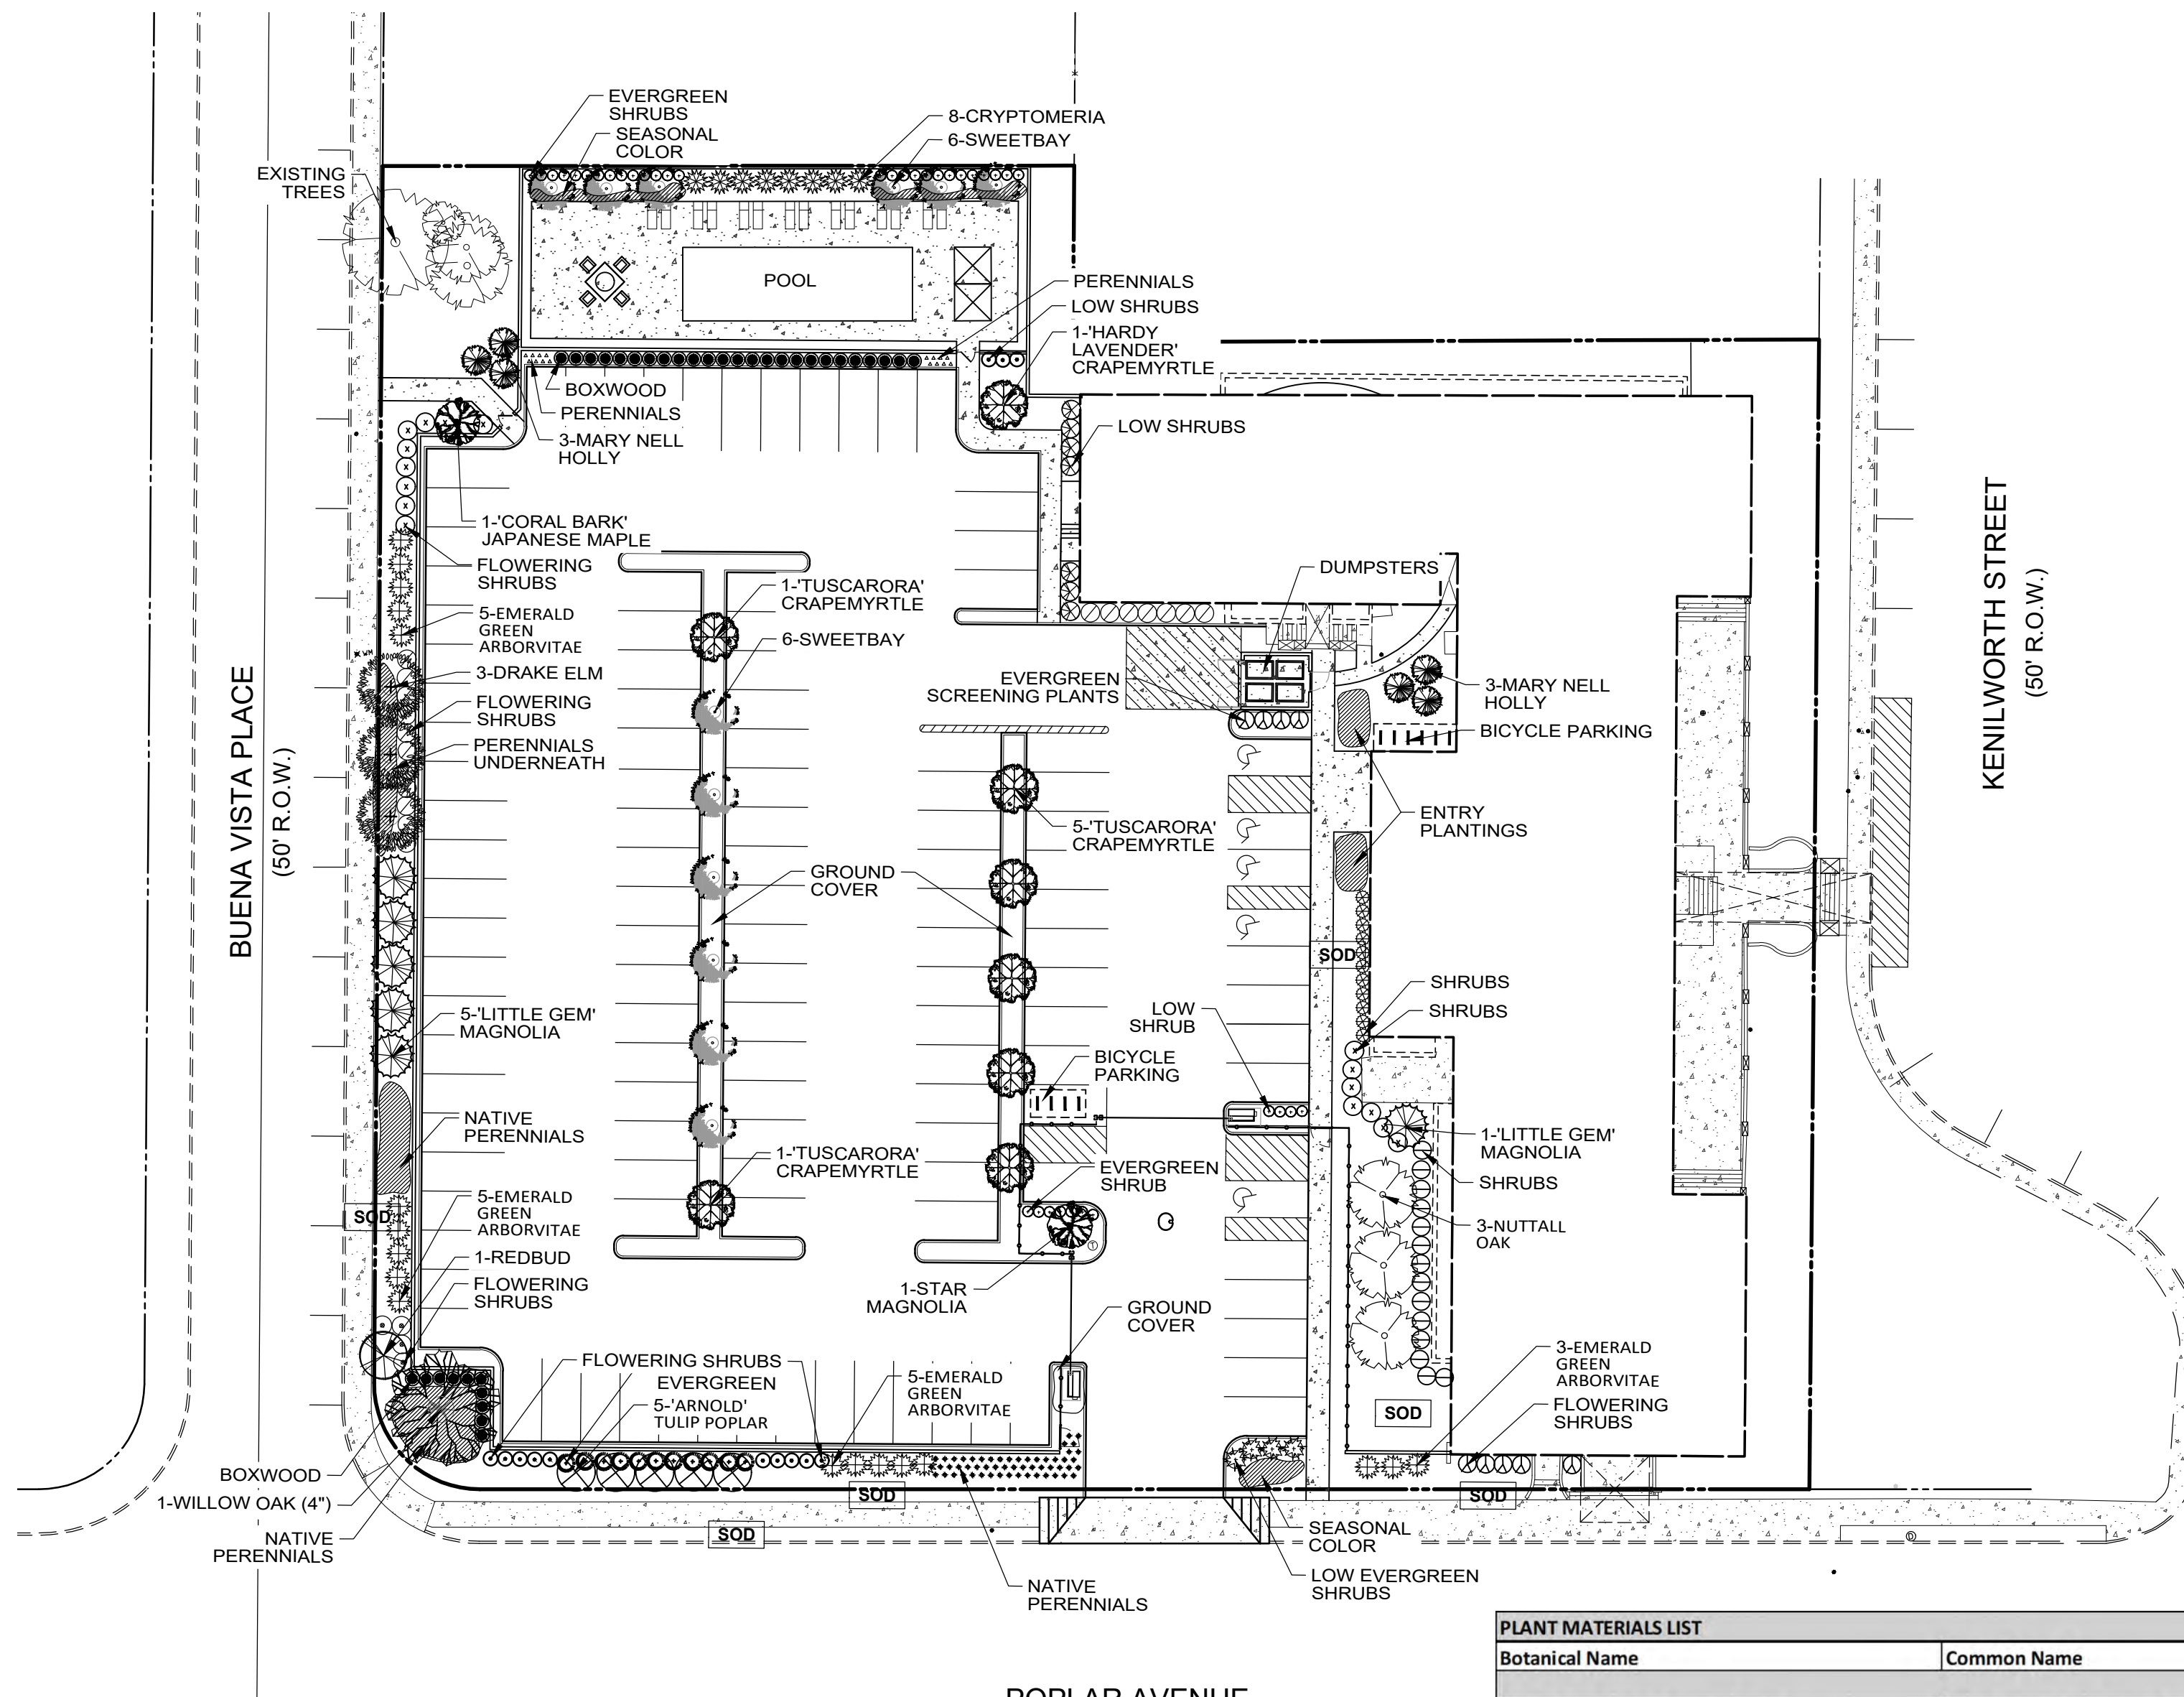 EVERGREEN
SHRUBS
SEASONAL
COLOR
8-CRYPTOMERIA
6-SWEETBAY
EXISTING
TREES
POOL
PERENNIALS
LOW SHRUBS
1-'HARDY
LAVENDER'
CRAPEMYRTLE
BOXWOOD
PERENNIALS
3-MARY NELL
HOLLY
LOW SHRUBS
1-'CORAL BARK'
JAPANESE MAPLE
FLOWERING
SHRUBS
5-EMERALD
GREEN
ARBORVITAE
3-DRAKE ELM
FLOWERING
SHRUBS
PERENNIALS
UNDERNEATH
1-'TUSCARORA'
CRAPEMYRTLE
6-SWEETBAY
DUMPSTERS
EVERGREEN
SCREENING PLANTS
3-MARY NELL
HOLLY
BICYCLE PARKING
ENTRY
PLANTINGS
KENILWORTH STREET
(50' R.O.W.)
BUENA VISTA PLACE
(50' R.O.W.)
5-'TUSCARORA'
CRAPEMYRTLE
GROUND
COVER
SOD
SHRUBS
SHRUBS
LOW
SHRUB
5-'LITTLE GEM'
MAGNOLIA
BICYCLE
PARKING
NATIVE
PERENNIALS
1-'TUSCARORA'
CRAPEMYRTLE
EVERGREEN
SHRUB
1-'LITTLE GEM'
MAGNOLIA
SHRUBS
3-NUTTALL
OAK
SOD
5-EMERALD
GREEN
ARBORVITAE
1-REDBUD
FLOWERING
SHRUBS
1-STAR
MAGNOLIA
GROUND
COVER
FLOWERING SHRUBS
EVERGREEN
5-'ARNOLD'
TULIP POPLAR
5-EMERALD
GREEN
ARBORVITAE
3-EMERALD
GREEN
ARBORVITAE
FLOWERING
SHRUBS
SOD
BOXWOOD
1-WILLOW OAK (4")
NATIVE
PERENNIALS
SOD
SOD
SOD
SEASONAL
COLOR
LOW EVERGREEN
SHRUBS
NATIVE
PERENNIALS
PLANT MATERIALS LIST
Botanical Name
Common Name
POPLAR AVENUE